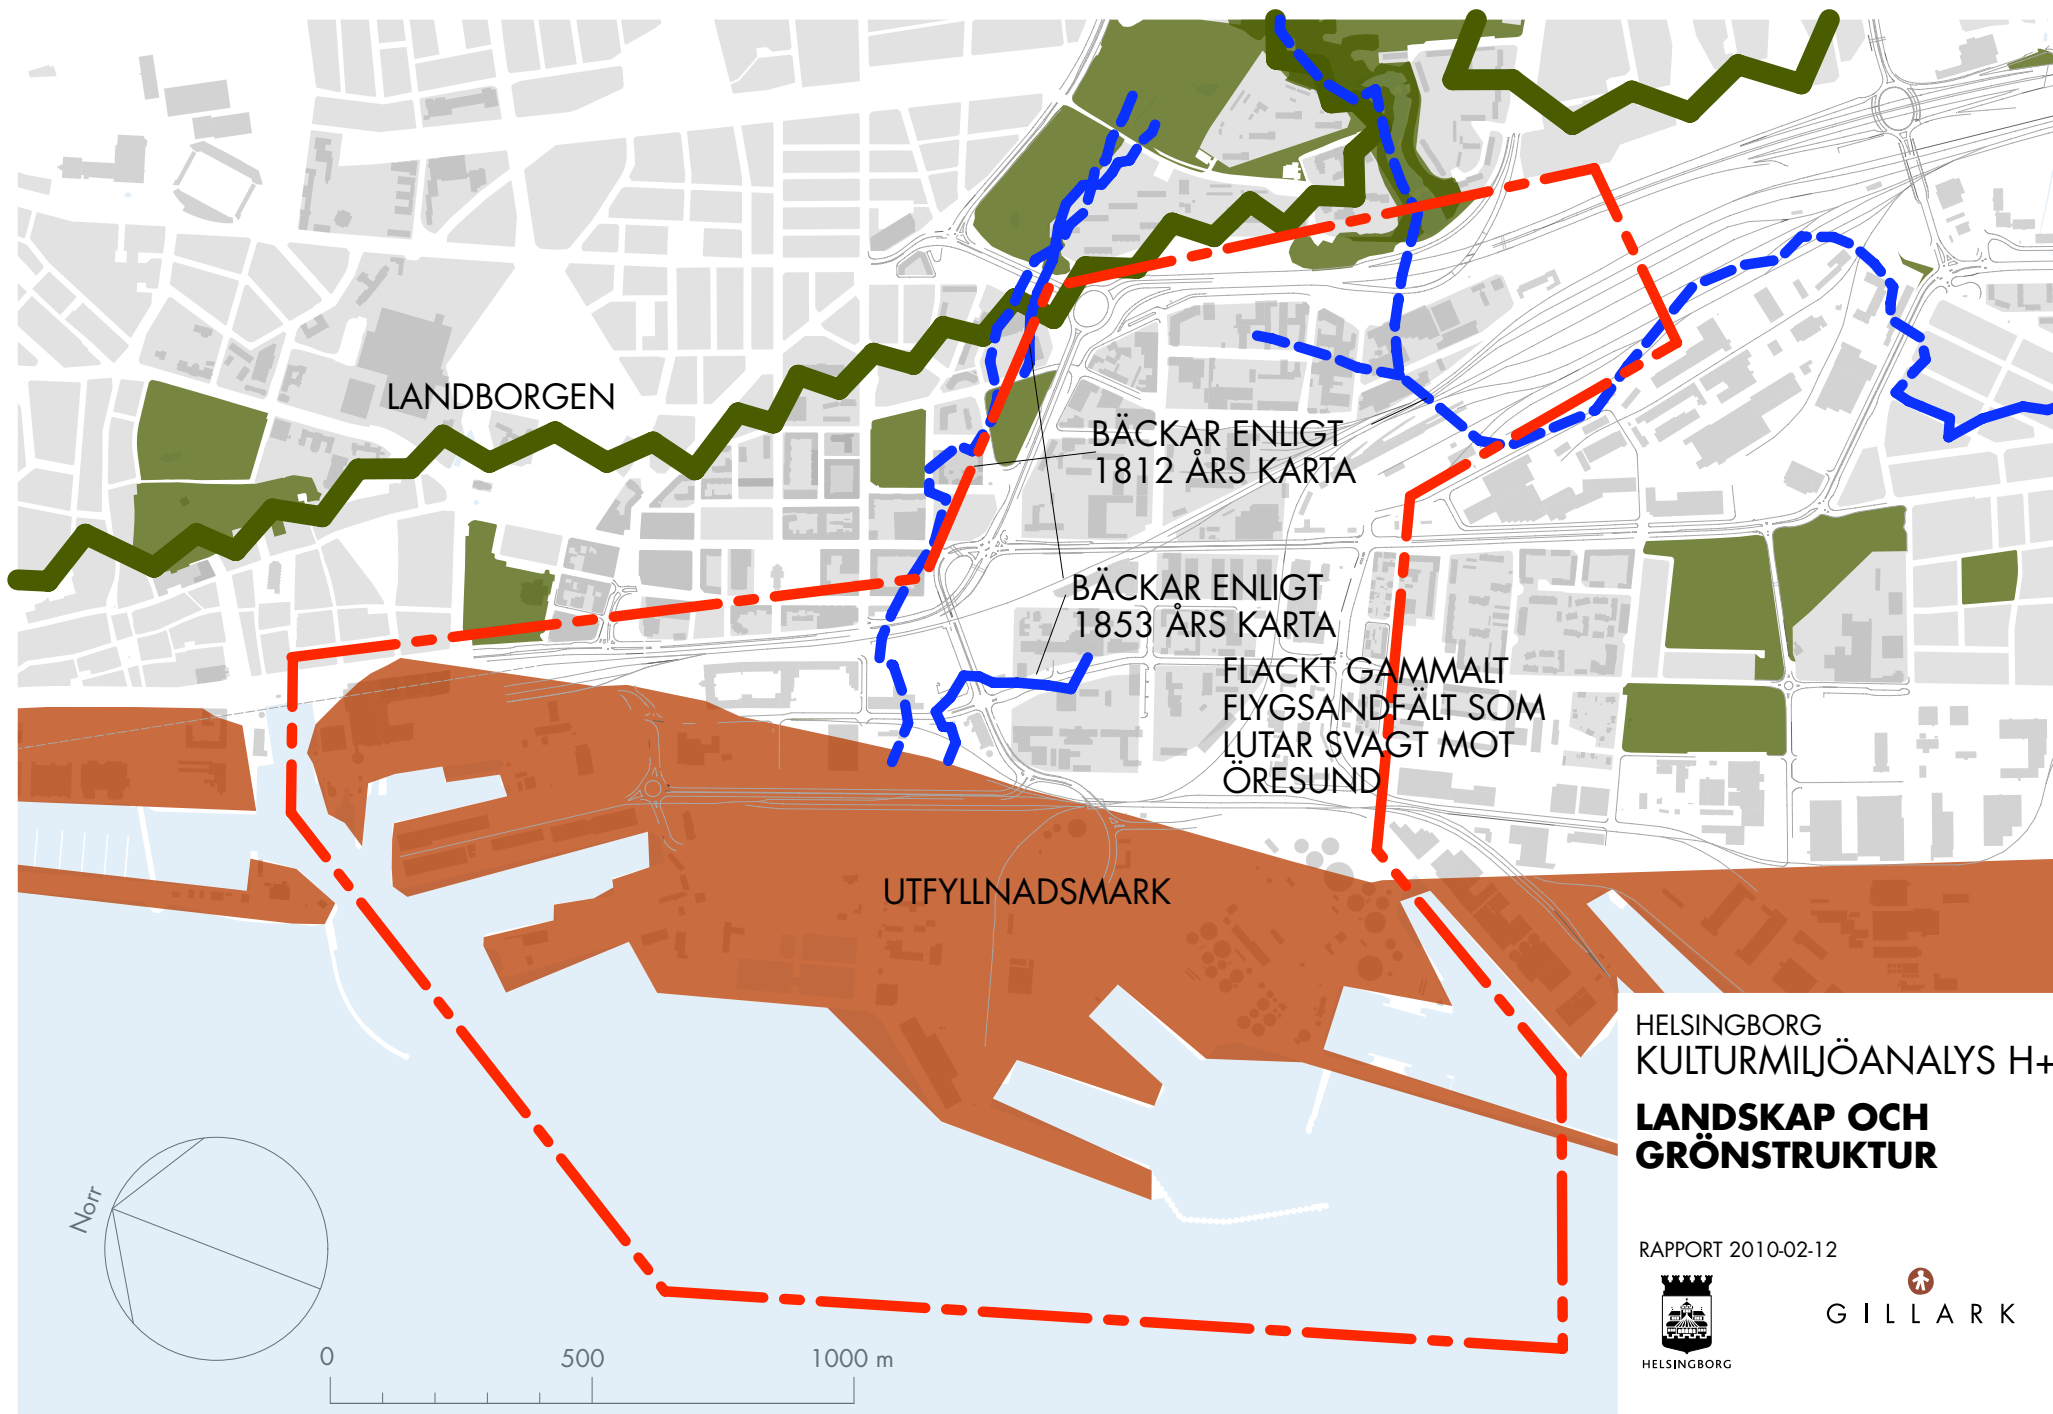 LANDBORGEN
BÄCKAR ENLIGT
1812 ÅRS KARTA
BÄCKAR ENLIGT
1853 ÅRS KARTA
FLACKT GAMMALT
FLYGSANDFÄLT SOM
LUTAR SVAGT MOT
ÖRESUND
UTFYLLNADSMARK
HELSINGBORG
KULTURMILJÖANALYS H+
LANDSKAP OCH
GRÖNSTRUKTUR
RAPPORT 2010-02-12
HELSINGBORG
GILLARK
Norr
0 500 1000 m